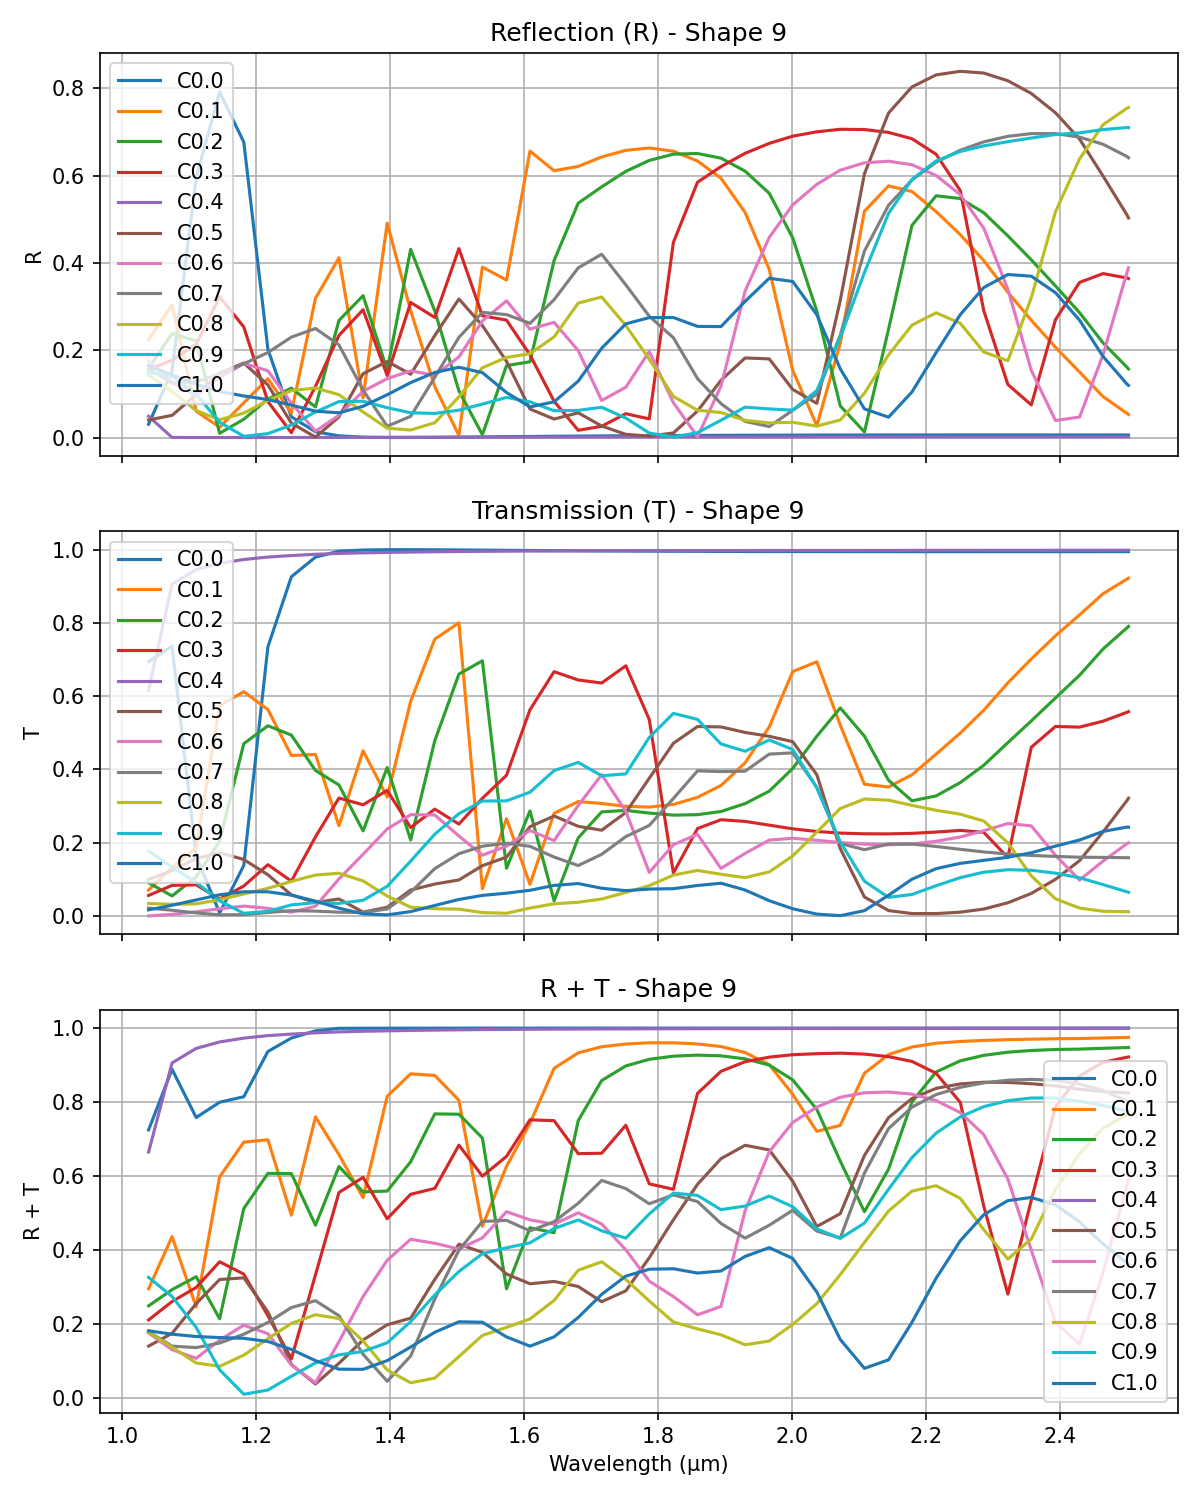 Reflection (R) - Shape 9
0.8
0.6
0.4
0.2
0.0
R
C0.0
C0.1
C0.2
C0.3
C0.4
C0.5
C0.6
C0.7
C0.8
C0.9
C1.0
Transmission (T) - Shape 9
1.0
0.8
0.6
0.4
0.2
0.0
T
C0.0
C0.1
C0.2
C0.3
C0.4
C0.5
C0.6
C0.7
C0.8
C0.9
C1.0
R + T - Shape 9
1.0
0.8
0.6
0.4
0.2
0.0
R + T
C0.0
C0.1
C0.2
C0.3
C0.4
C0.5
C0.6
C0.7
C0.8
C0.9
C1.0
1.0 1.2 1.4 1.6 1.8 2.0 2.2 2.4
Wavelength (μm)